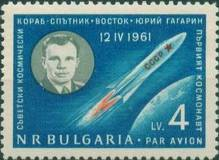 КОРАБ-СПЪТНИК "ВОСТОК"-ЮРИЙ ГАГАРИН
12 IV 1961
СЪВЕТСКИ КОСМИЧЕСКИ
ПЪРВИЯТ КОСМОНАВТ
СССР
LV. 4
NR BULGARIA · PAR AVION